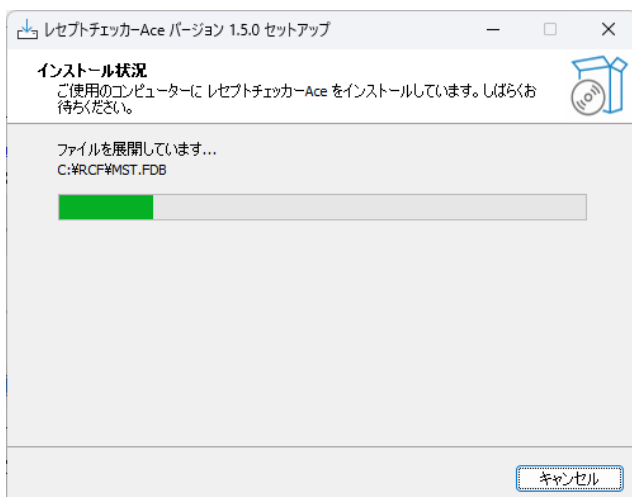 レセプトチェッカーAce バージョン 1.5.0 セットアップ
インストール状況
ご使用のコンピューターに レセプトチェッカーAce をインストールしています。しばらくお
待ちください。
ファイルを展開しています...
C:¥RCF¥MST.FDB
キャンセル